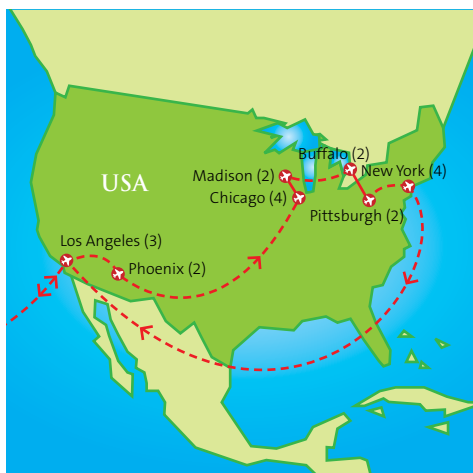 Buffalo (2)
USA
Madison (2)
New York (4)
Chicago (4)
Pittsburgh (2)
Los Angeles (3)
Phoenix (2)